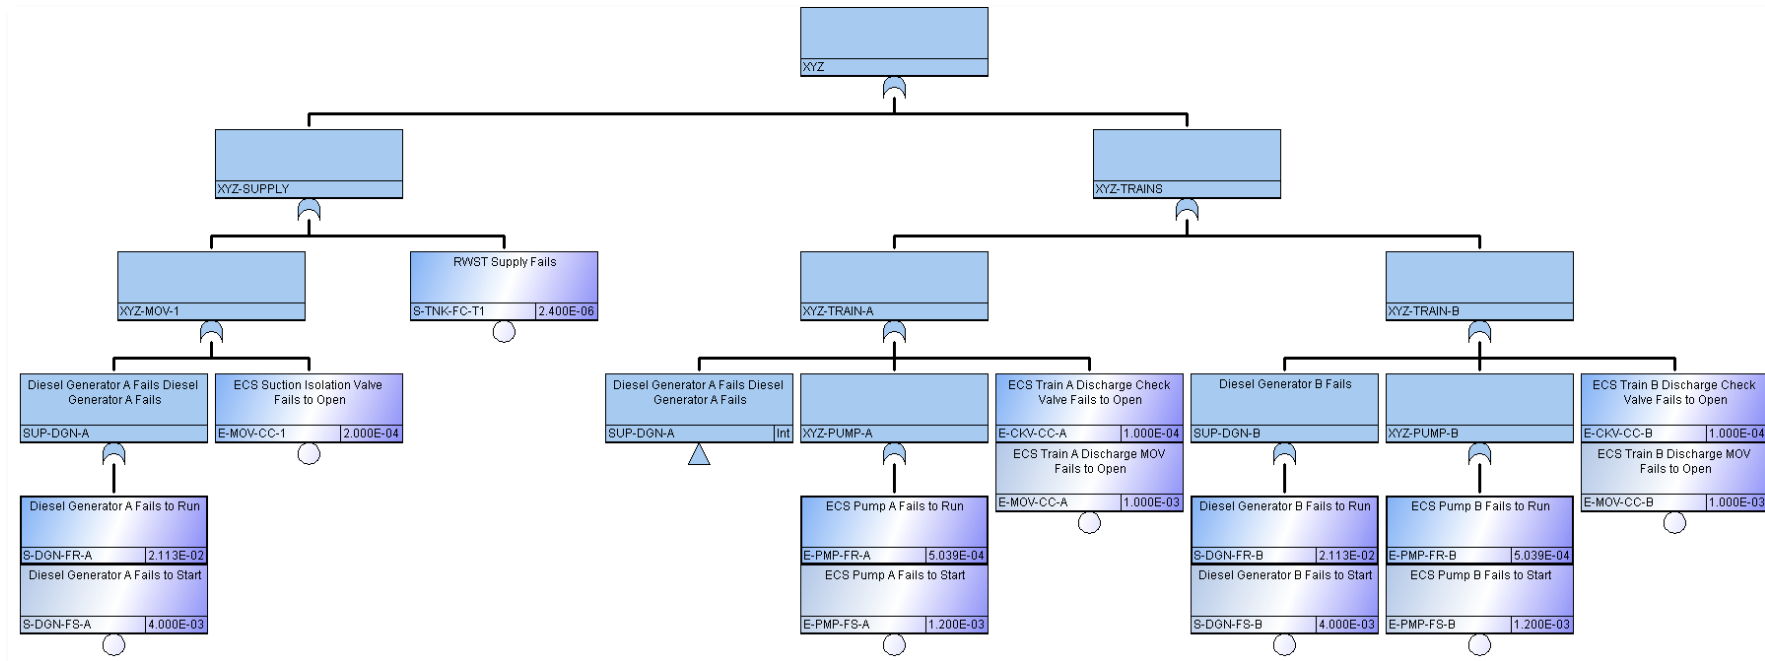 XYZ
XYZ-SUPPLY
XYZ-TRAINS
XYZ-MOV-1
RWST Supply Fails
S-TNK-FC-T1 2.400E-06
XYZ-TRAIN-A
XYZ-TRAIN-B
Diesel Generator A Fails Diesel
Generator A Fails
SUP-DGN-A
ECS Suction Isolation Valve
Fails to Open
E-MOV-CC-1 2.000E-04
Diesel Generator A Fails Diesel
Generator A Fails
SUP-DGN-A Int
XYZ-PUMP-A
ECS Train A Discharge Check
Valve Fails to Open
E-CKV-CC-A 1.000E-04
ECS Train A Discharge MOV
Fails to Open
E-MOV-CC-A 1.000E-03
Diesel Generator B Fails
SUP-DGN-B
XYZ-PUMP-B
ECS Train B Discharge Check
Valve Fails to Open
E-CKV-CC-B 1.000E-04
ECS Train B Discharge MOV
Fails to Open
E-MOV-CC-B 1.000E-03
Diesel Generator A Fails to Run
S-DGN-FR-A 2.113E-02
Diesel Generator A Fails to Start
S-DGN-FS-A 4.000E-03
ECS Pump A Fails to Run
E-PMP-FR-A 5.039E-04
ECS Pump A Fails to Start
E-PMP-FS-A 1.200E-03
Diesel Generator B Fails to Run
S-DGN-FR-B 2.113E-02
Diesel Generator B Fails to Start
S-DGN-FS-B 4.000E-03
ECS Pump B Fails to Run
E-PMP-FR-B 5.039E-04
ECS Pump B Fails to Start
E-PMP-FS-B 1.200E-03